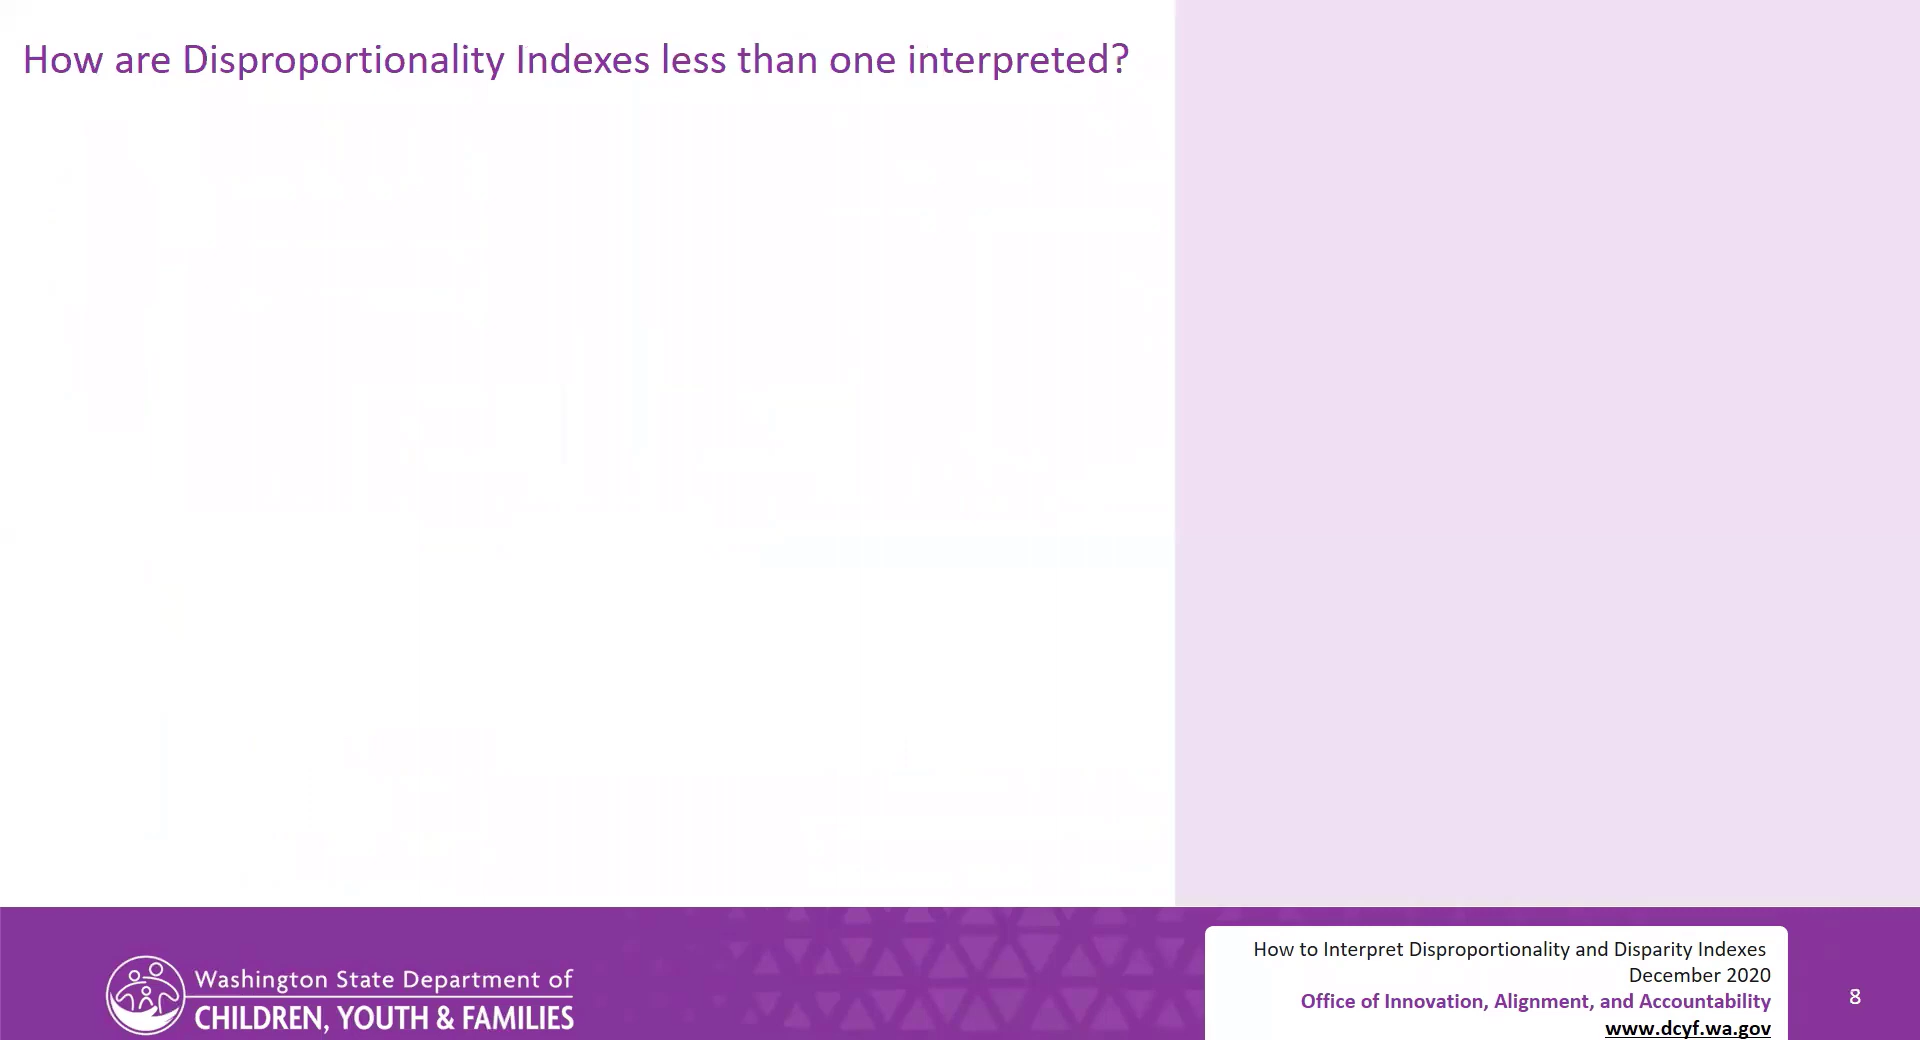 How are Disproportionality Indexes less than one interpreted?
Washington State Department of
CHILDREN, YOUTH & FAMILIES
How to Interpret Disproportionality and Disparity Indexes
December 2020
Office of Innovation, Alignment, and Accountability
www.dcyf.wa.gov
8